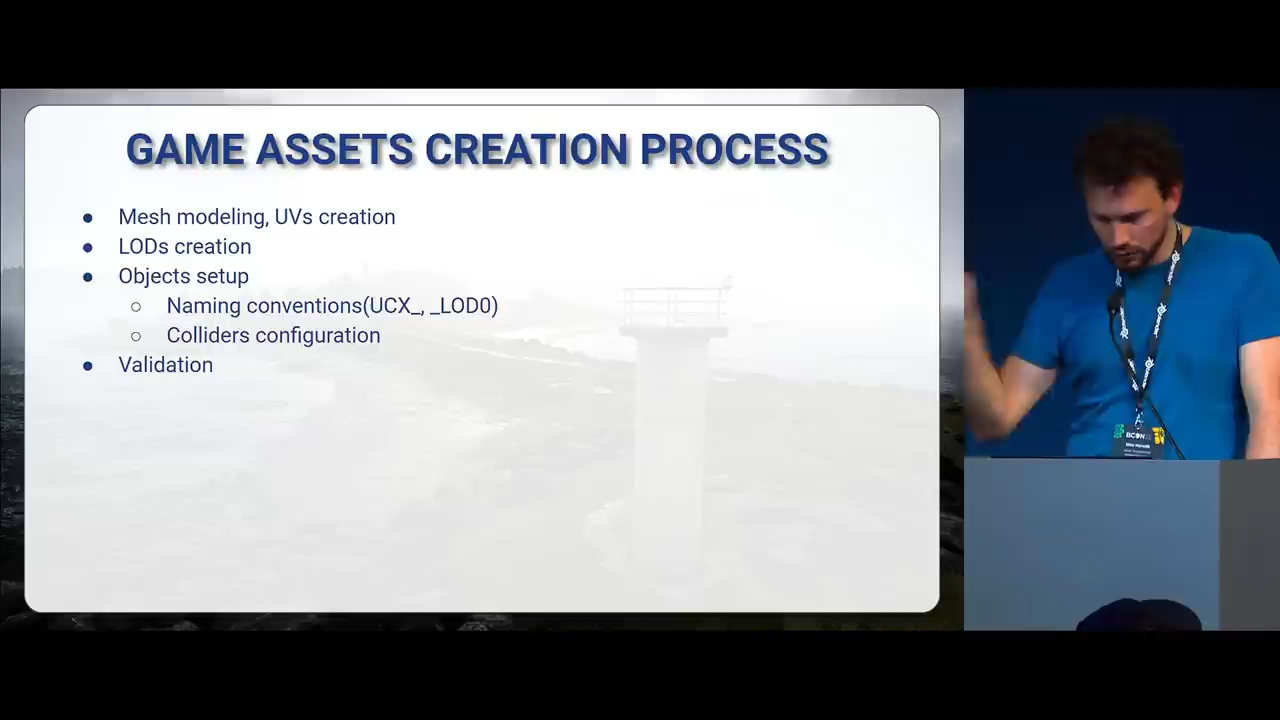 GAME ASSETS CREATION PROCESS
● Mesh modeling, UVs creation
● LODs creation
● Objects setup
○ Naming conventions(UCX_, _LOD0)
○ Colliders configuration
● Validation
BCON